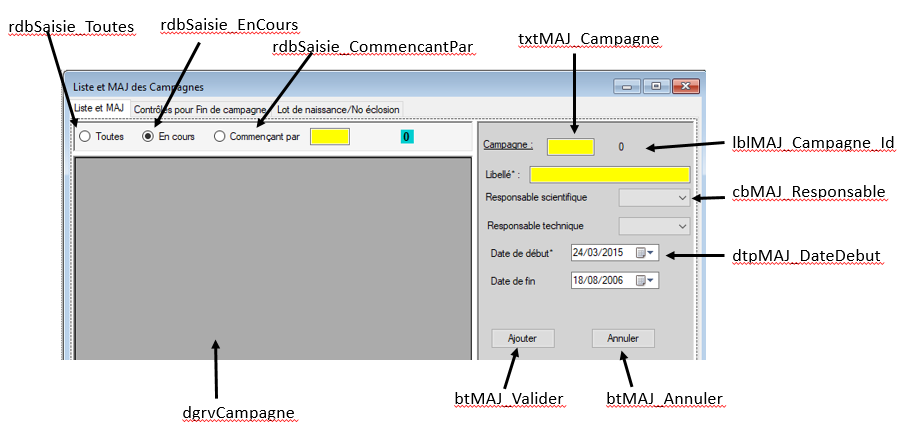 rdbSaisie_Toutes
rdbSaisie_EnCours
rdbSaisie_CommencantPar
txtMAJ_Campagne
Liste et MAJ des Campagnes
Liste et MAJ
Contrôles pour Fin de campagne
Lot de naissance/No éclosion
Toutes
En cours
Commençant par
0
Campagne :
0
lblMAJ_Campagne_Id
Libellé* :
Responsable scientifique
cbMAJ_Responsable
Responsable technique
Date de début*
24/03/2015
dtpMAJ_DateDebut
Date de fin
18/08/2006
Ajouter
Annuler
btMAJ_Valider
btMAJ_Annuler
dgrvCampagne